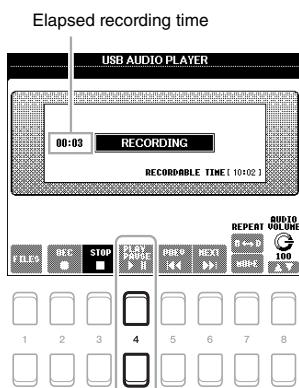 Elapsed recording time
USB AUDIO PLAYER
00:03 RECORDING
RECORDABLE TIME [ 10:02 ]
REPEAT AUDIO VOLUME
FILES REC STOP PLAY PAUSE PREV NEXT MODE 100
1 2 3 4 5 6 7 8